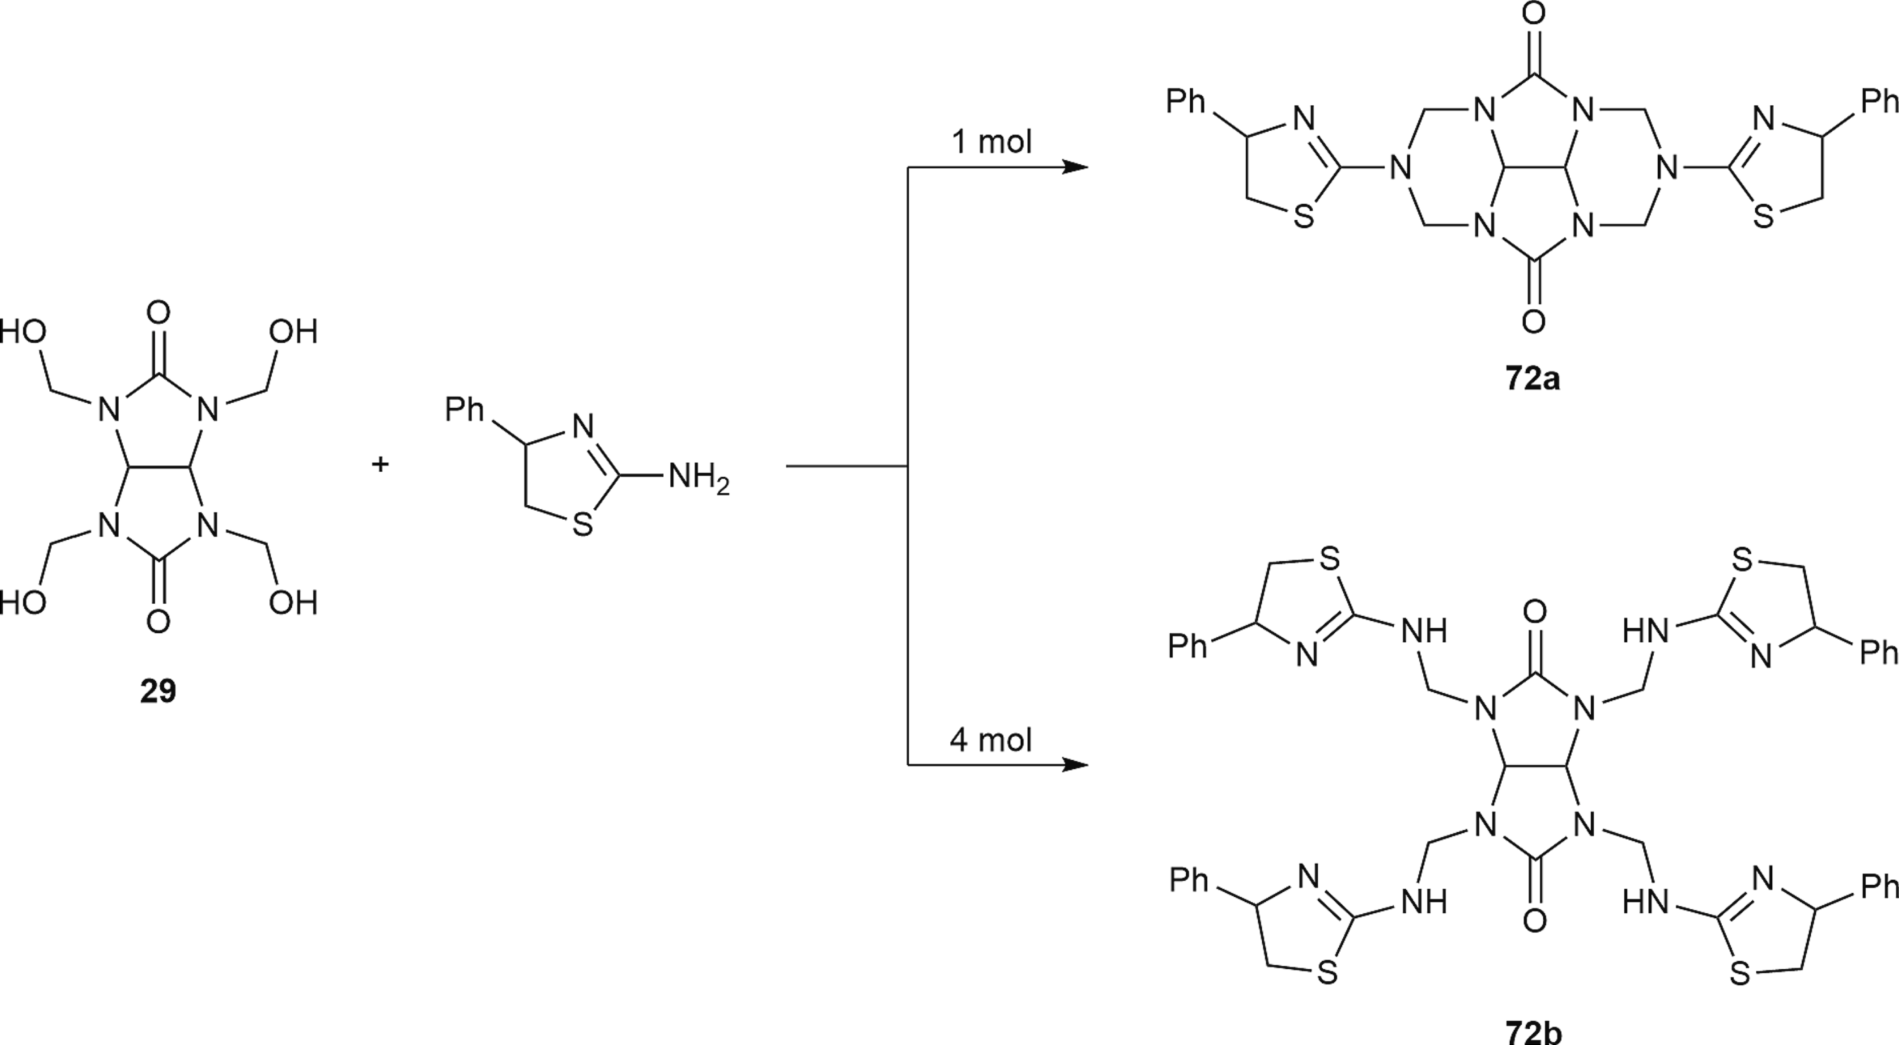 O
Ph N N N N Ph
1 mol
N N
S N N S
O
72a
O
HO OH
N N
Ph N
+ NH2
S
N N
HO OH
O
29
S S
O
NH HN
Ph N N Ph
N N
4 mol
N N
Ph N N Ph
NH HN
O
S S
72b